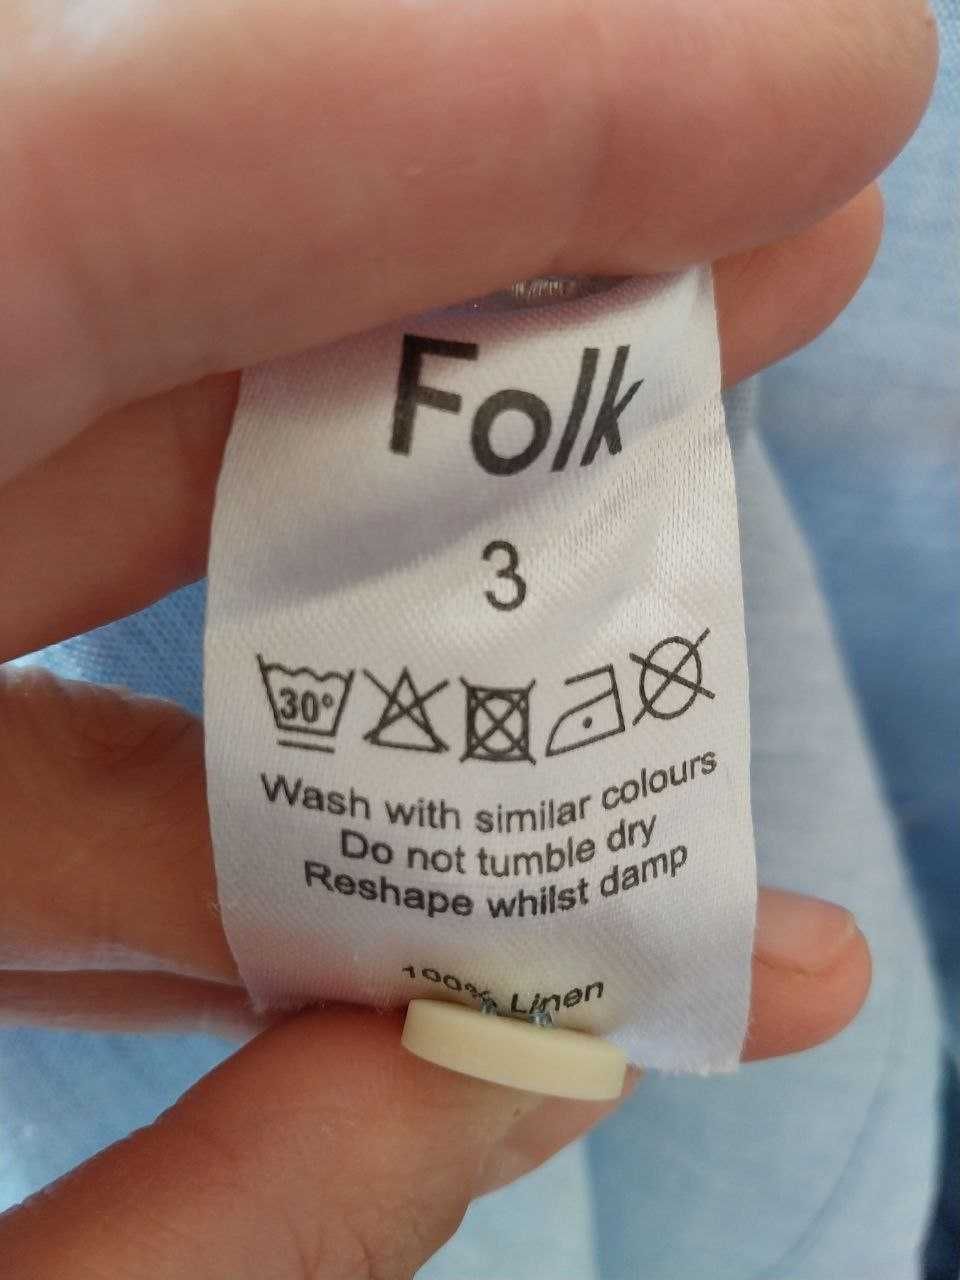 Folk
3
30°
Wash with similar colours
Do not tumble dry
Reshape whilst damp
100% Linen